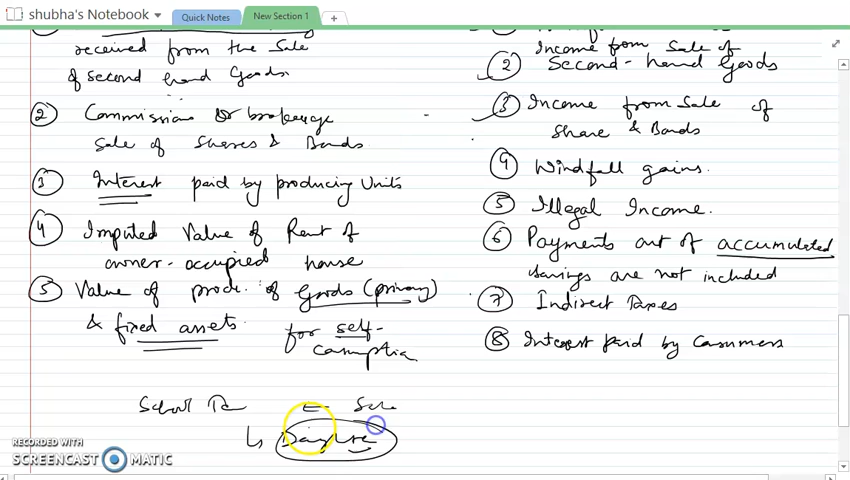 shubha's Notebook
Quick Notes
New Section 1
+
received from the Sale
of Second hand Goods
② Commission or brokerage
Sale of Shares & Bonds
③ Interest paid by producing Units
④ Imputed Value of Rent of
owner-occupied house
⑤ Value of prodn. of Goods (primary)
& fixed assets for self-
consumption
School
Income from Sale of
② Second-hand Goods
③ Income from Sale of
Share & Bonds
④ Windfall gains.
⑤ Illegal Income.
⑥ Payments out of accumulated
savings are not included
⑦ Indirect Taxes
⑧ Interest paid by Consumers
RECORDED WITH
SCREENCAST MATIC